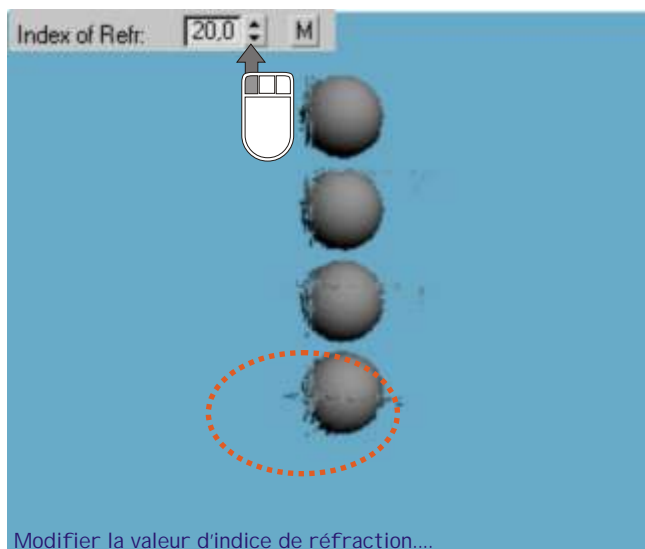 Index of Refr: 20,0 M
Modifier la valeur d'indice de réfraction....